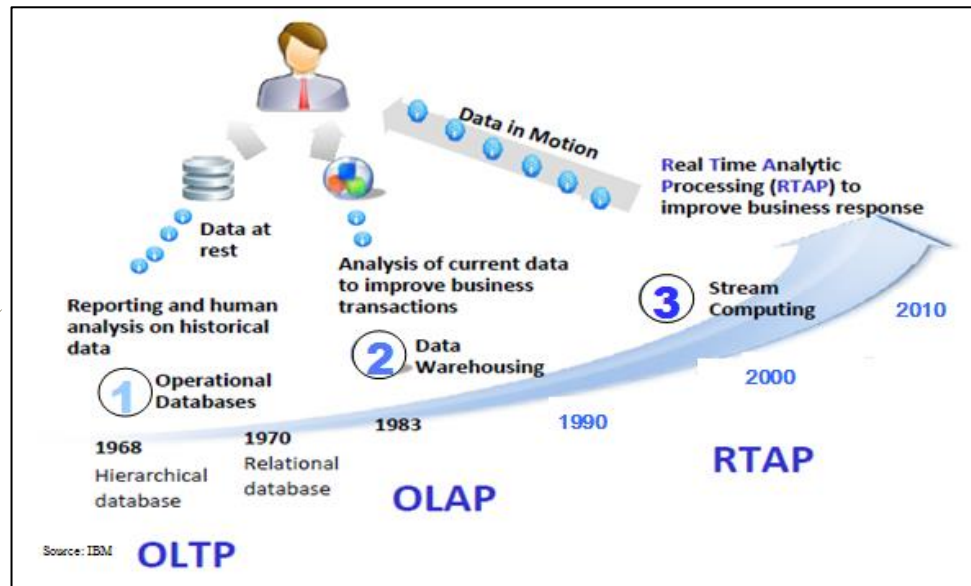 Data in Motion
Real Time Analytic
Processing (RTAP) to
improve business response
Data at
rest
Analysis of current data
to improve business
transactions
Reporting and human
analysis on historical
data
3 Stream
Computing
2010
2 Data
Warehousing
1 Operational
Databases
2000
1990
1983
1970
Relational
database
1968
Hierarchical
database
RTAP
OLAP
Source: IBM
OLTP